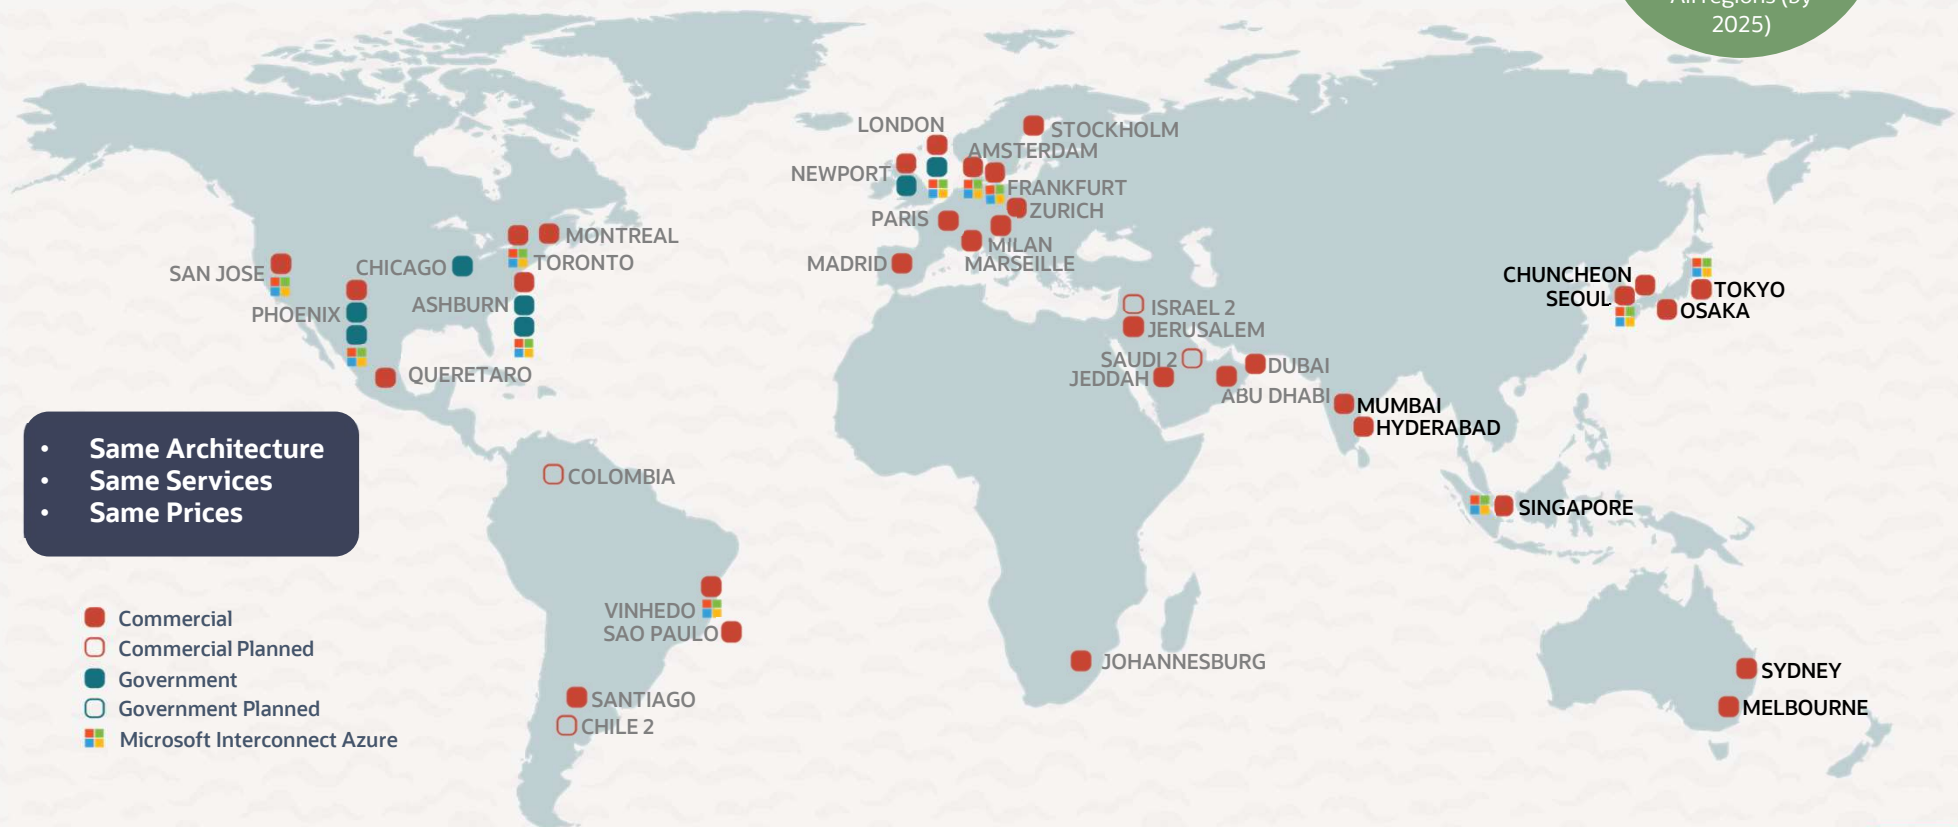 All regions (by
2025)
LONDON
STOCKHOLM
AMSTERDAM
NEWPORT
FRANKFURT
ZURICH
PARIS
MILAN
MADRID
MARSEILLE
MONTREAL
TORONTO
CHICAGO
SAN JOSE
ASHBURN
PHOENIX
QUERETARO
ISRAEL 2
JERUSALEM
SAUDI 2
JEDDAH
DUBAI
ABU DHABI
MUMBAI
HYDERABAD
CHUNCHEON
SEOUL
TOKYO
OSAKA
SINGAPORE
• Same Architecture
• Same Services
• Same Prices
COLOMBIA
VINHEDO
SAO PAULO
SANTIAGO
CHILE 2
JOHANNESBURG
SYDNEY
MELBOURNE
Commercial
Commercial Planned
Government
Government Planned
Microsoft Interconnect Azure